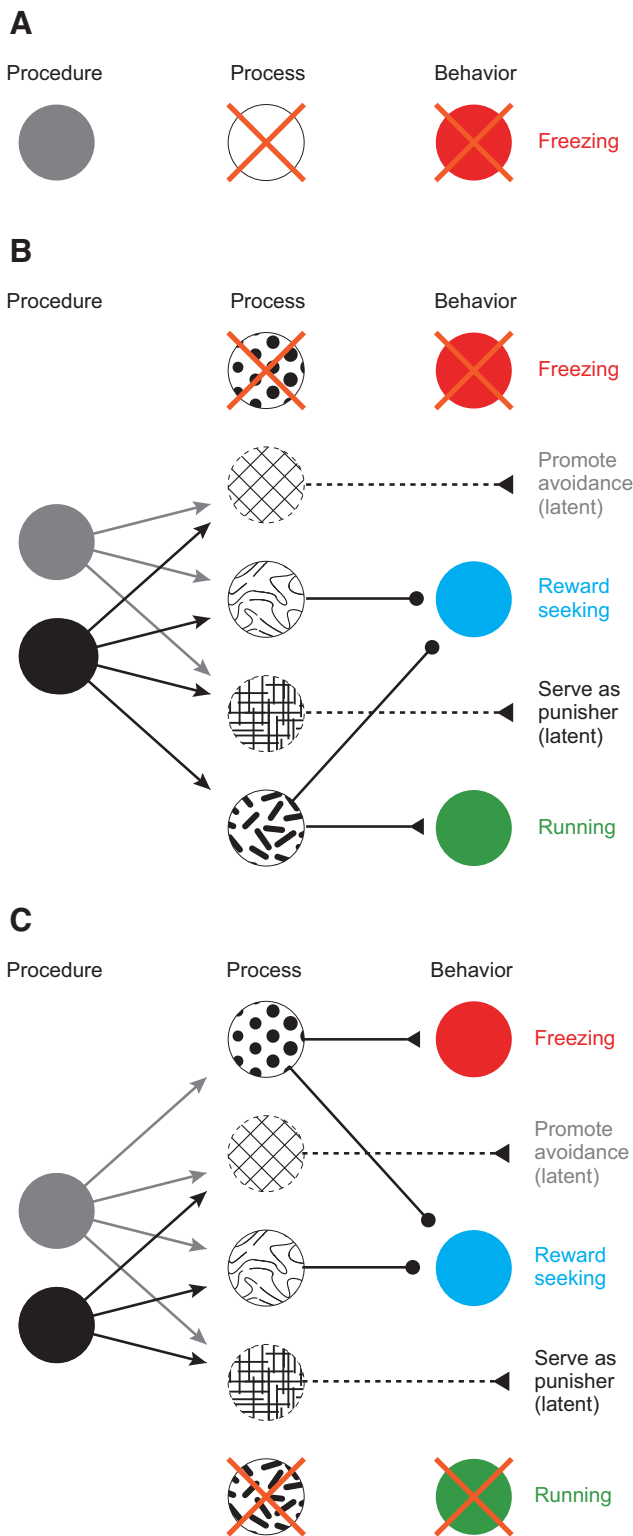 A
Procedure Process Behavior
Freezing
B
Procedure Process Behavior
Freezing
Promote
avoidance
(latent)
Reward
seeking
Serve as
punisher
(latent)
Running
C
Procedure Process Behavior
Freezing
Promote
avoidance
(latent)
Reward
seeking
Serve as
punisher
(latent)
Running